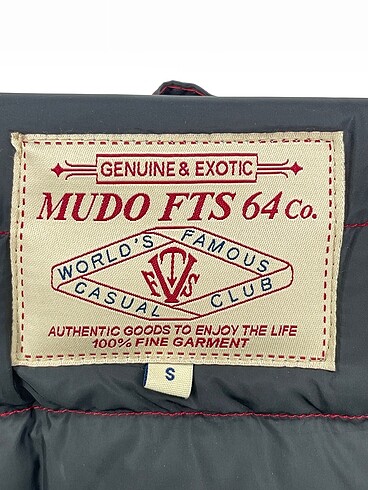 GENUINE & EXOTIC
MUDO FTS 64 Co.
WORLD'S FAMOUS
FTS
CASUAL CLUB
AUTHENTIC GOODS TO ENJOY THE LIFE
100% FINE GARMENT
S